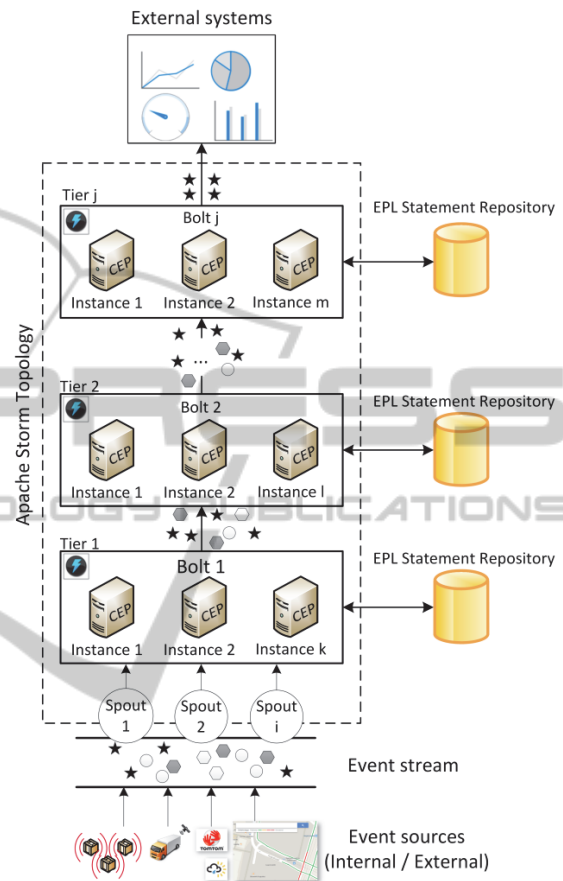 External systems
Tier j
Bolt j
EPL Statement Repository
CEP
CEP
CEP
Instance 1
Instance 2
Instance m
...
Apache Storm Topology
Tier 2
Bolt 2
EPL Statement Repository
CEP
CEP
CEP
Instance 1
Instance 2
Instance l
PRESS
OLOGY PUBLICATIONS
Tier 1
Bolt 1
EPL Statement Repository
CEP
CEP
CEP
Instance 1
Instance 2
Instance k
Spout
1
Spout
2
Spout
i
Event stream
TOMTOM
Event sources
(Internal / External)